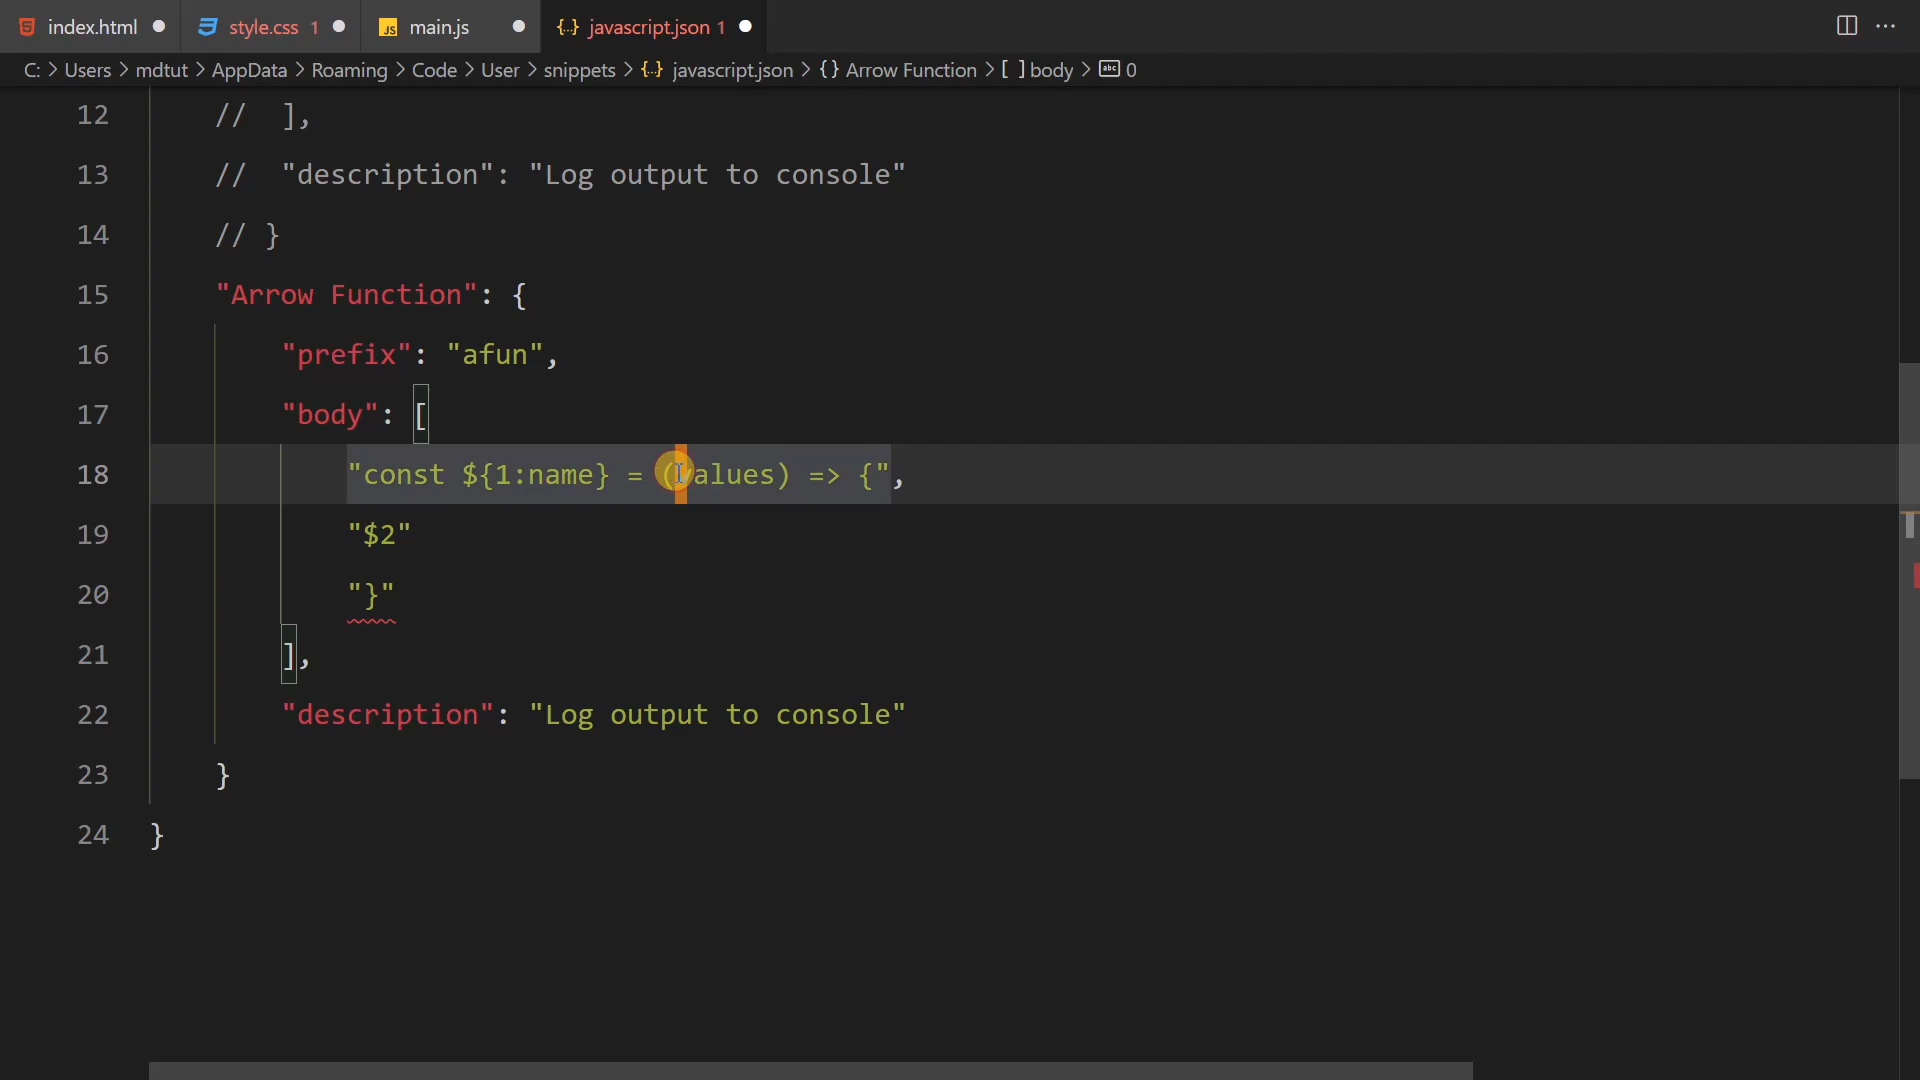 index.html
style.css 1
JS main.js
{..} javascript.json 1
C: > Users > mdtut > AppData > Roaming > Code > User > snippets > {..} javascript.json > {} Arrow Function > [ ] body > abc 0
12 // ],
13 // "description": "Log output to console"
14 // }
15 "Arrow Function": {
16 "prefix": "afun",
17 "body": [
18 "const ${1:name} = (values) => {",
19 "$2"
20 "}"
21 ],
22 "description": "Log output to console"
23 }
24 }